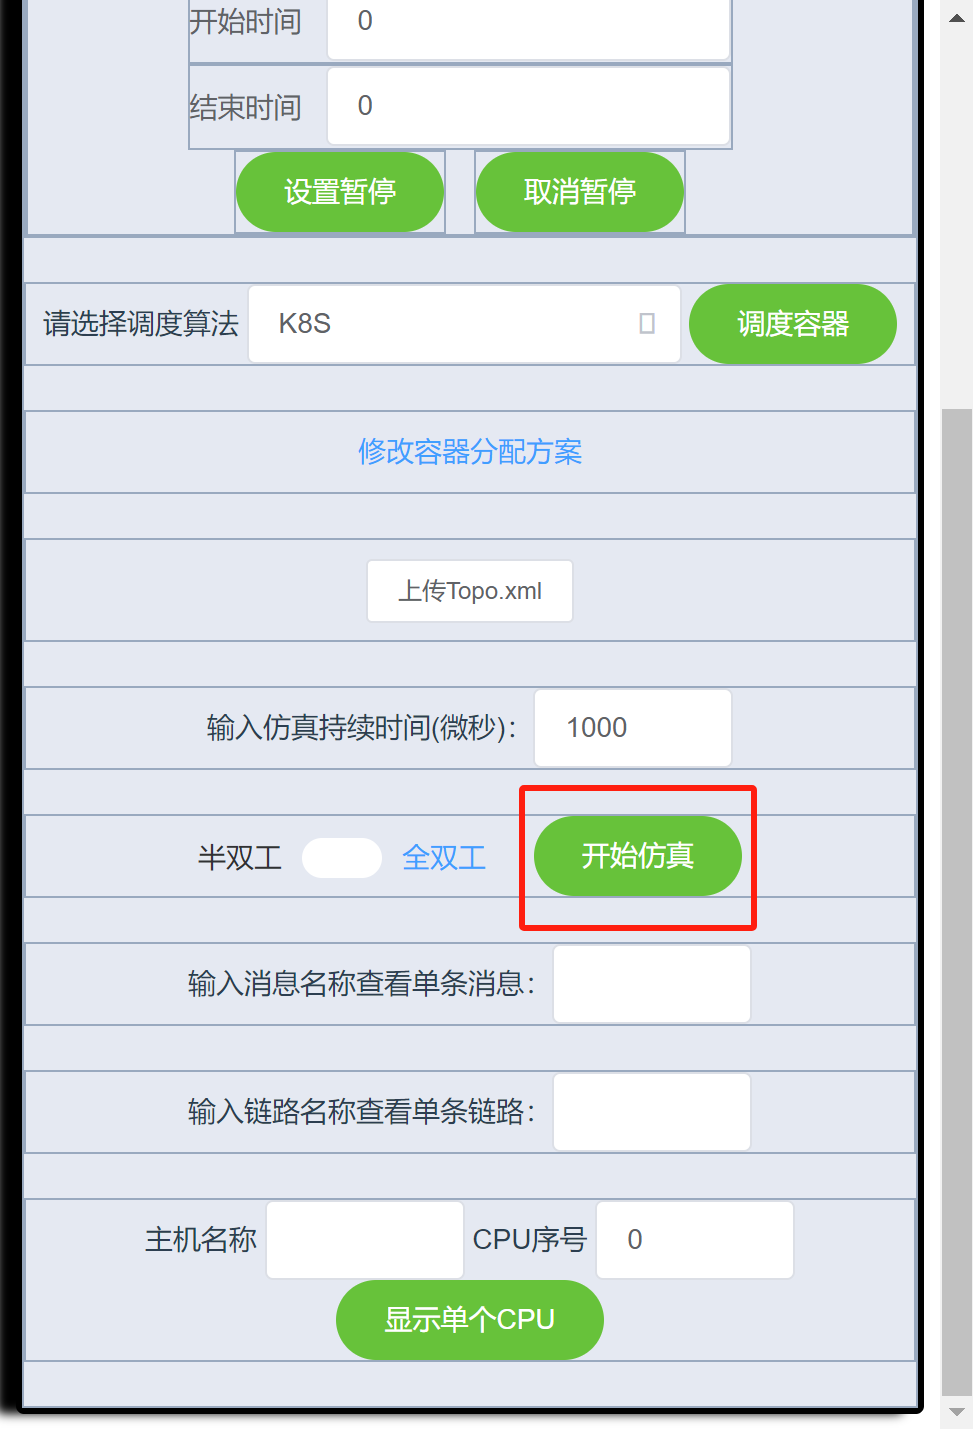 开始时间 0
结束时间 0
设置暂停 取消暂停
请选择调度算法 K8S 调度容器
修改容器分配方案
上传Topo.xml
输入仿真持续时间(微秒)： 1000
半双工 全双工 开始仿真
输入消息名称查看单条消息：
输入链路名称查看单条链路：
主机名称 CPU序号 0
显示单个CPU